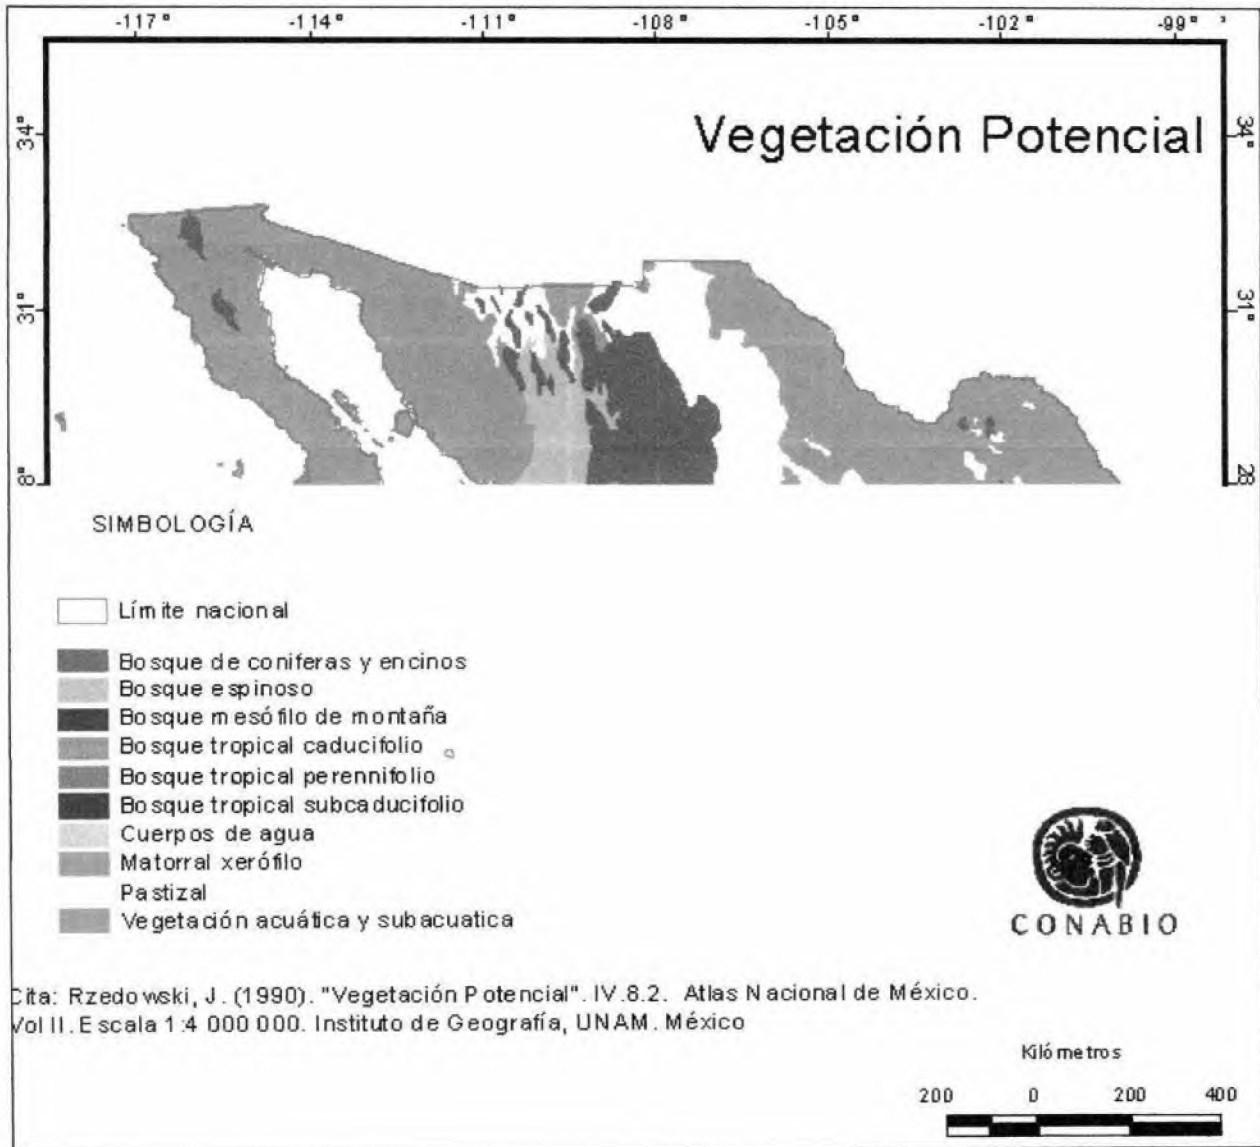 -117° -114° -111° -108° -105° -102° -99°
Vegetación Potencial
34° 34°
31° 31°
8° 28
SIMBOLOGÍA
Límite nacional
Bosque de coniferas y encinos
Bosque espinoso
Bosque mesófilo de montaña
Bosque tropical caducifolio
Bosque tropical perennifolio
Bosque tropical subcaducifolio
Cuerpos de agua
Matorral xerófilo
Pastizal
Vegetación acuática y subacuatica
CONABIO
Cita: Rzedowski, J. (1990). "Vegetación Potencial". IV.8.2. Atlas Nacional de México.
Vol II. Escala 1:4 000 000. Instituto de Geografía, UNAM. México
Kilómetros
200 0 200 400